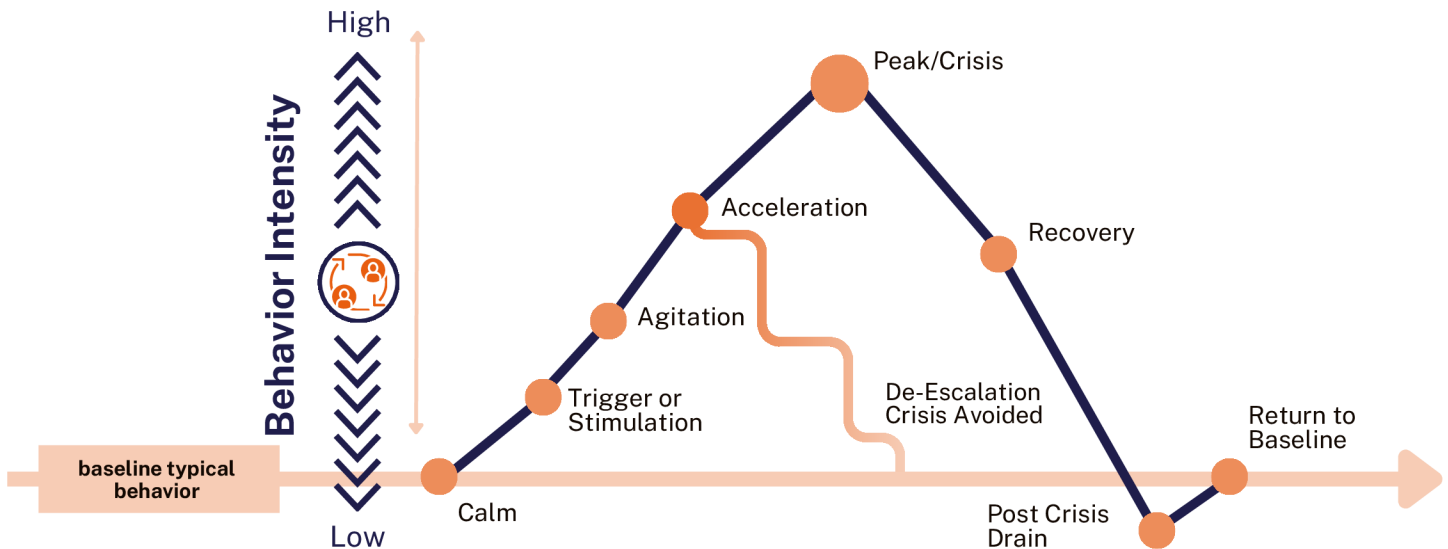 High
Behavior Intensity
Low
baseline typical
behavior
Calm
Trigger or
Stimulation
Agitation
Acceleration
Peak/Crisis
De-Escalation
Crisis Avoided
Recovery
Post Crisis
Drain
Return to
Baseline